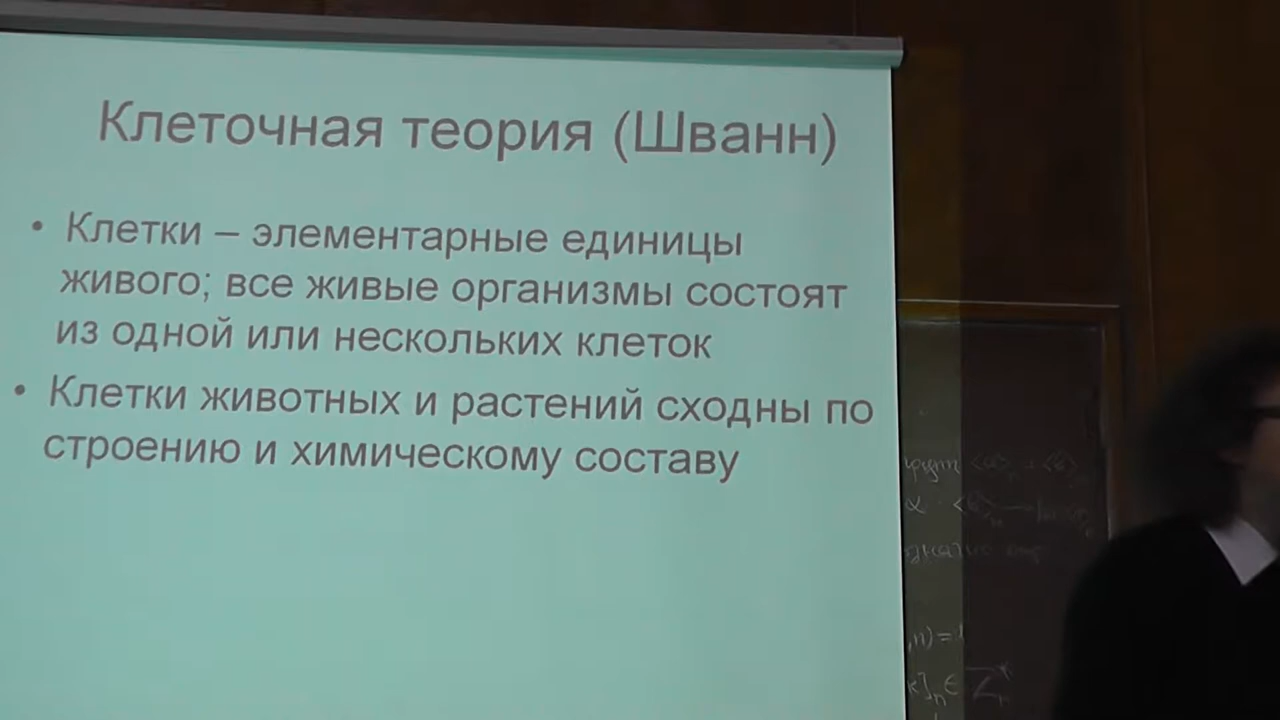 Клеточная теория (Шванн)
• Клетки – элементарные единицы
живого; все живые организмы состоят
из одной или нескольких клеток
• Клетки животных и растений сходны по
строению и химическому составу